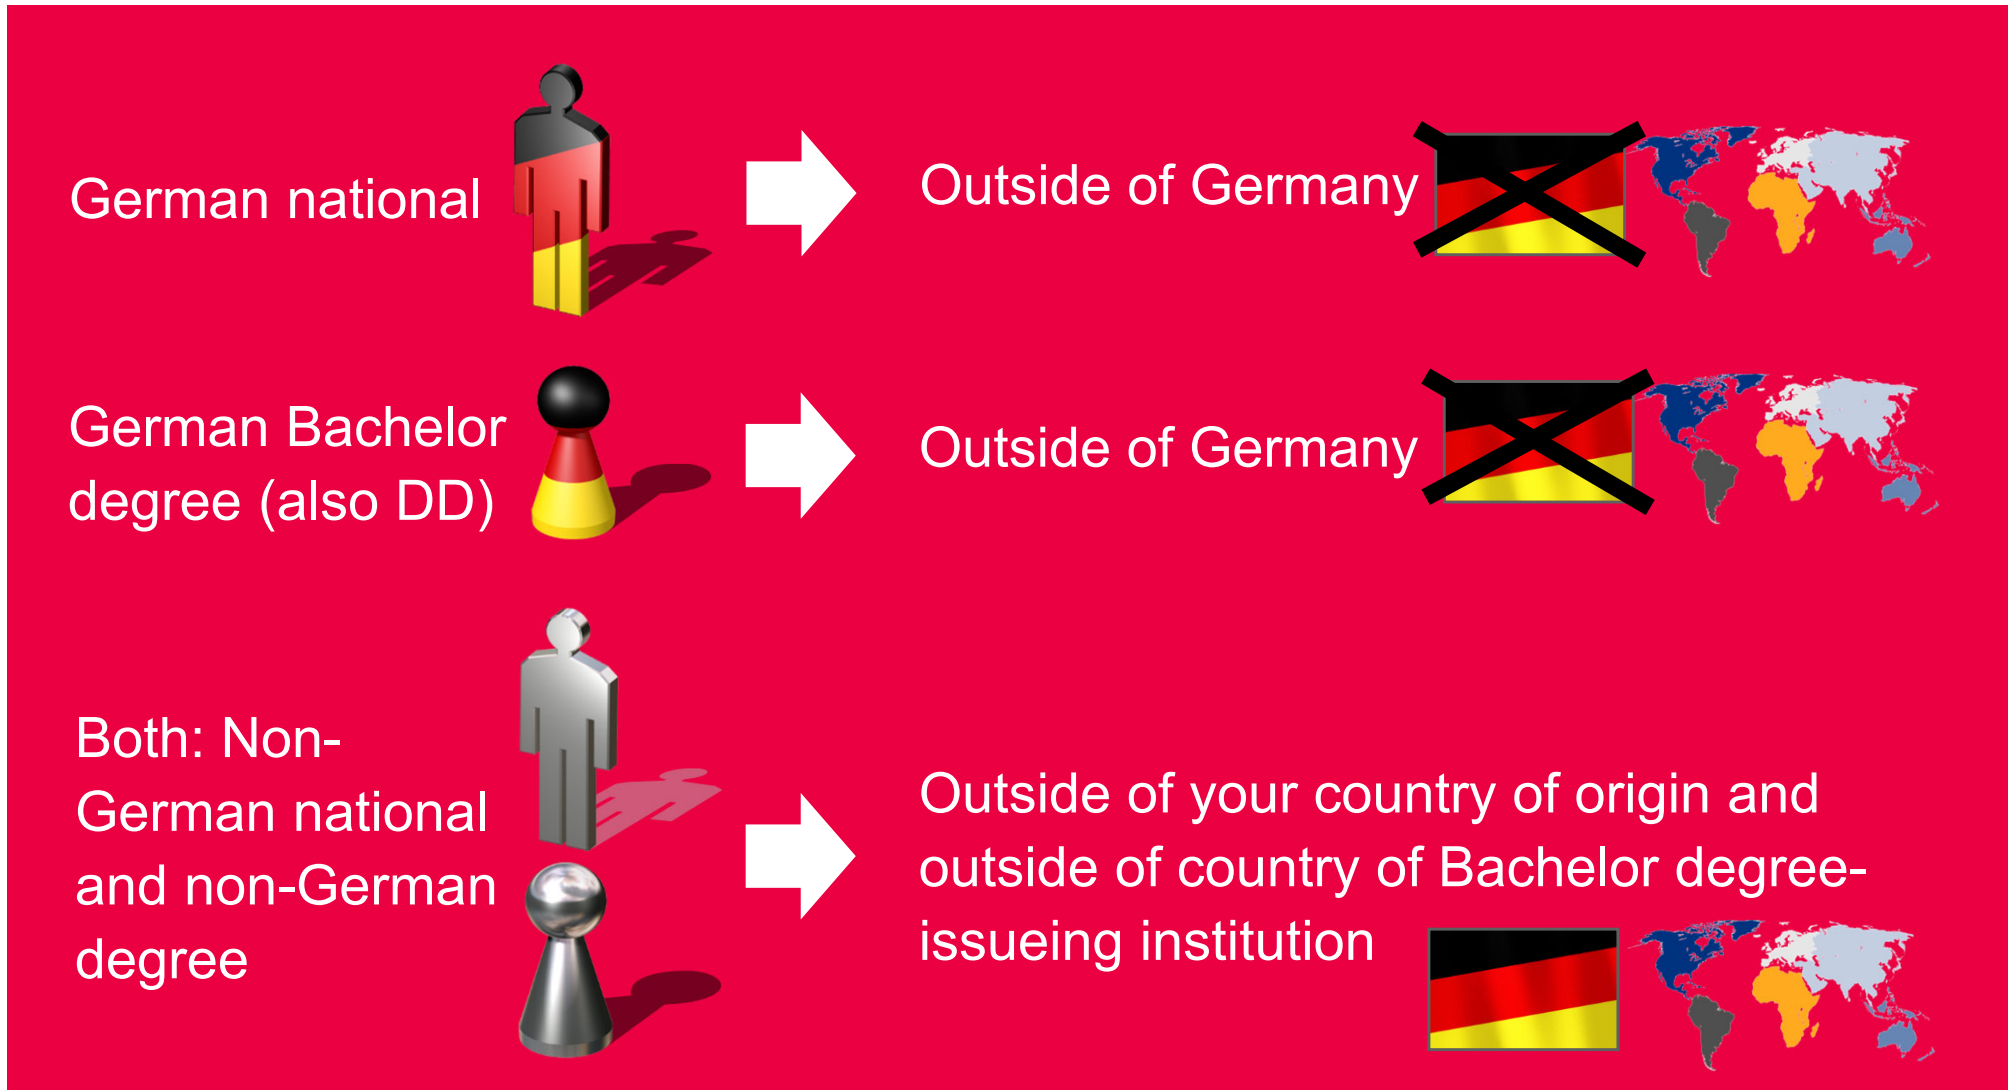 German national
Outside of Germany
German Bachelor
degree (also DD)
Outside of Germany
Both: Non-
German national
and non-German
degree
Outside of your country of origin and
outside of country of Bachelor degree-
issueing institution